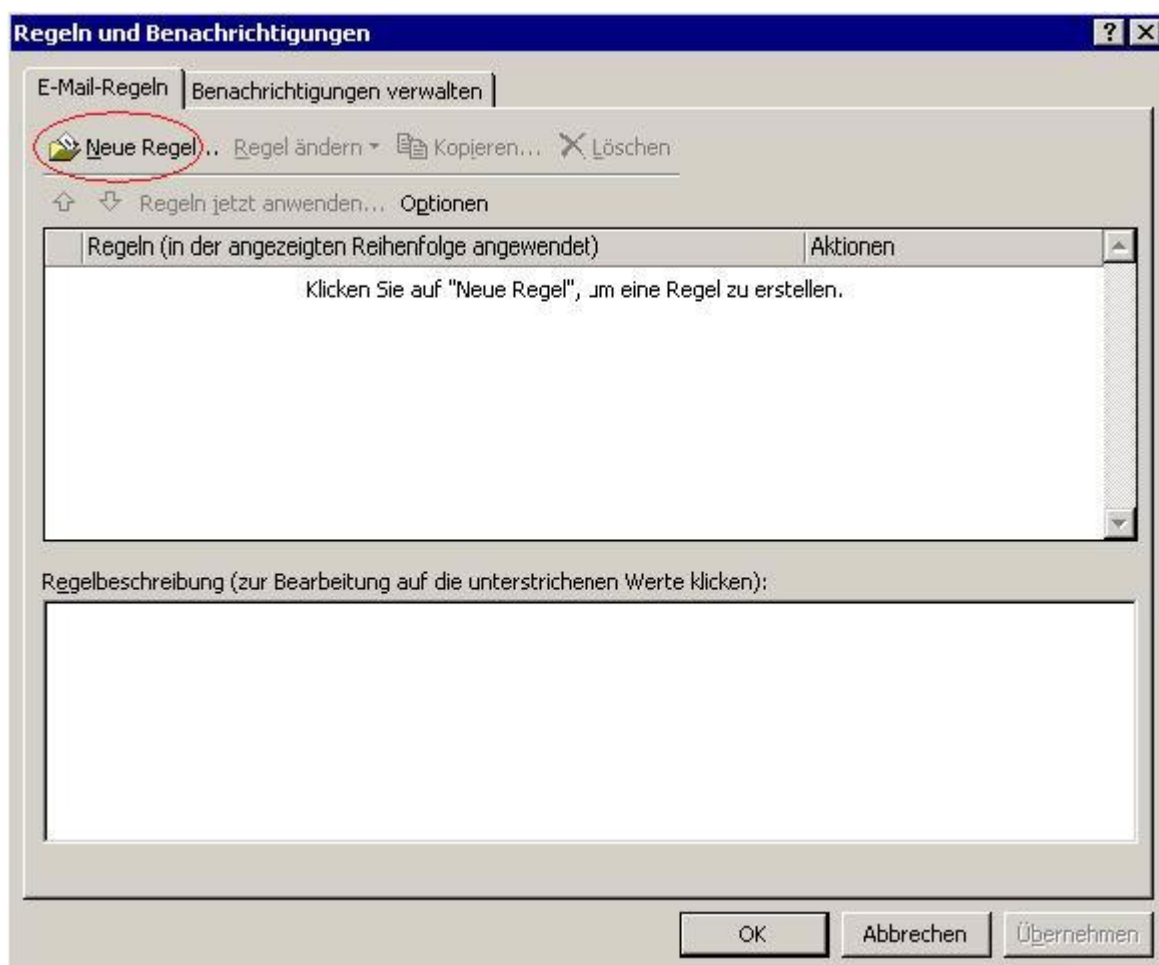 Regeln und Benachrichtigungen
E-Mail-Regeln Benachrichtigungen verwalten
Neue Regel... Regel ändern Kopieren... Löschen
Regeln jetzt anwenden... Optionen
Regeln (in der angezeigten Reihenfolge angewendet) Aktionen
Klicken Sie auf "Neue Regel", um eine Regel zu erstellen.
Regelbeschreibung (zur Bearbeitung auf die unterstrichenen Werte klicken):
OK Abbrechen Übernehmen